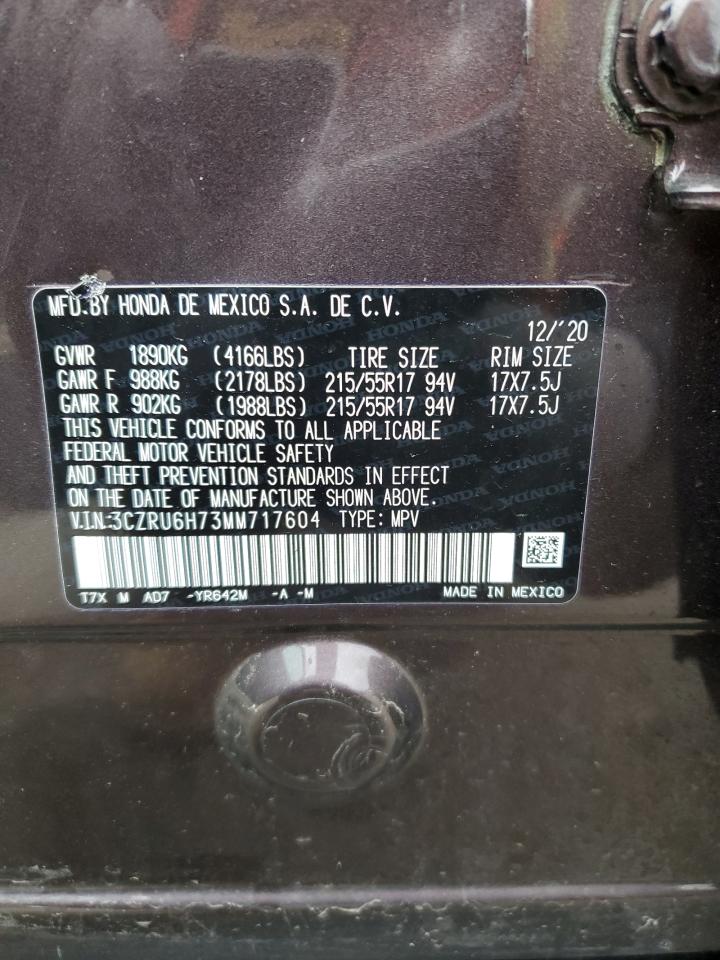 MFD. BY HONDA DE MEXICO S.A. DE C.V.
12/'20
GVWR 1890KG (4166LBS) TIRE SIZE RIM SIZE
GAWR F 988KG (2178LBS) 215/55R17 94V 17X7.5J
GAWR R 902KG (1988LBS) 215/55R17 94V 17X7.5J
THIS VEHICLE CONFORMS TO ALL APPLICABLE
FEDERAL MOTOR VEHICLE SAFETY
AND THEFT PREVENTION STANDARDS IN EFFECT
ON THE DATE OF MANUFACTURE SHOWN ABOVE.
V.I.N:3CZRU6H73MM717604 TYPE: MPV
T7X M AD7 -YR642M -A -M MADE IN MEXICO